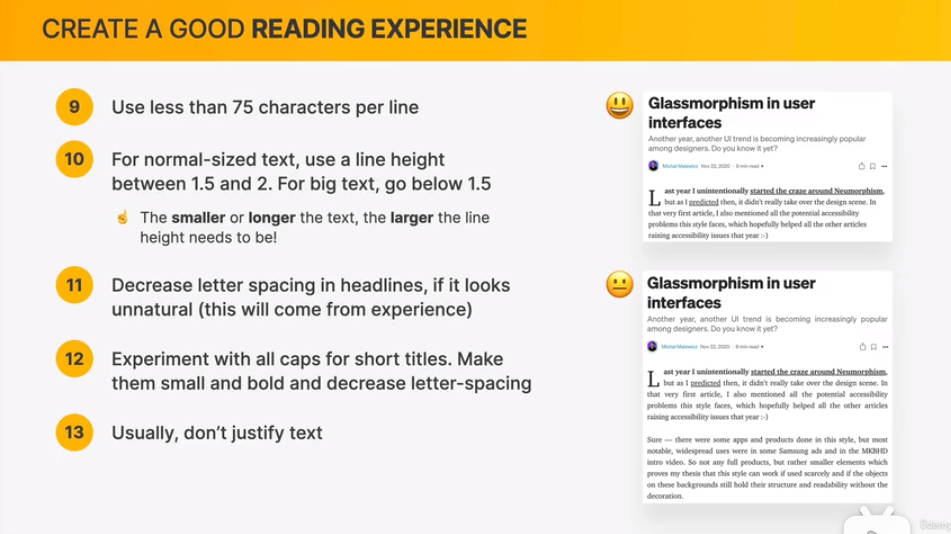 CREATE A GOOD READING EXPERIENCE
9 Use less than 75 characters per line
10 For normal-sized text, use a line height
between 1.5 and 2. For big text, go below 1.5
The smaller or longer the text, the larger the line
height needs to be!
11 Decrease letter spacing in headlines, if it looks
unnatural (this will come from experience)
12 Experiment with all caps for short titles. Make
them small and bold and decrease letter-spacing
13 Usually, don't justify text
Glassmorphism in user
interfaces
Another year, another UI trend is becoming increasingly popular
among designers. Do you know it yet?
Michal Malewicz Nov 22, 2020 · 8 min read
Last year I unintentionally started the craze around Neumorphism,
but as I predicted then, it didn't really take over the design scene. In
that very first article, I also mentioned all the potential accessibility
problems this style faces, which hopefully helped all the other articles
raising accessibility issues that year :-)
Glassmorphism in user
interfaces
Another year, another UI trend is becoming increasingly popular
among designers. Do you know it yet?
Michal Malewicz Nov 22, 2020 · 8 min read
Last year I unintentionally started the craze around Neumorphism,
but as I predicted then, it didn't really take over the design scene. In
that very first article, I also mentioned all the potential accessibility
problems this style faces, which hopefully helped all the other articles
raising accessibility issues that year :-)
Sure — there were some apps and products done in this style, but most
notable, widespread uses were in some Samsung ads and in the MKBHD
intro video. So not any full products, but rather smaller elements which
proves my thesis that this style can work if used scarcely and if the objects
on these backgrounds still hold their structure and readability without the
decoration.